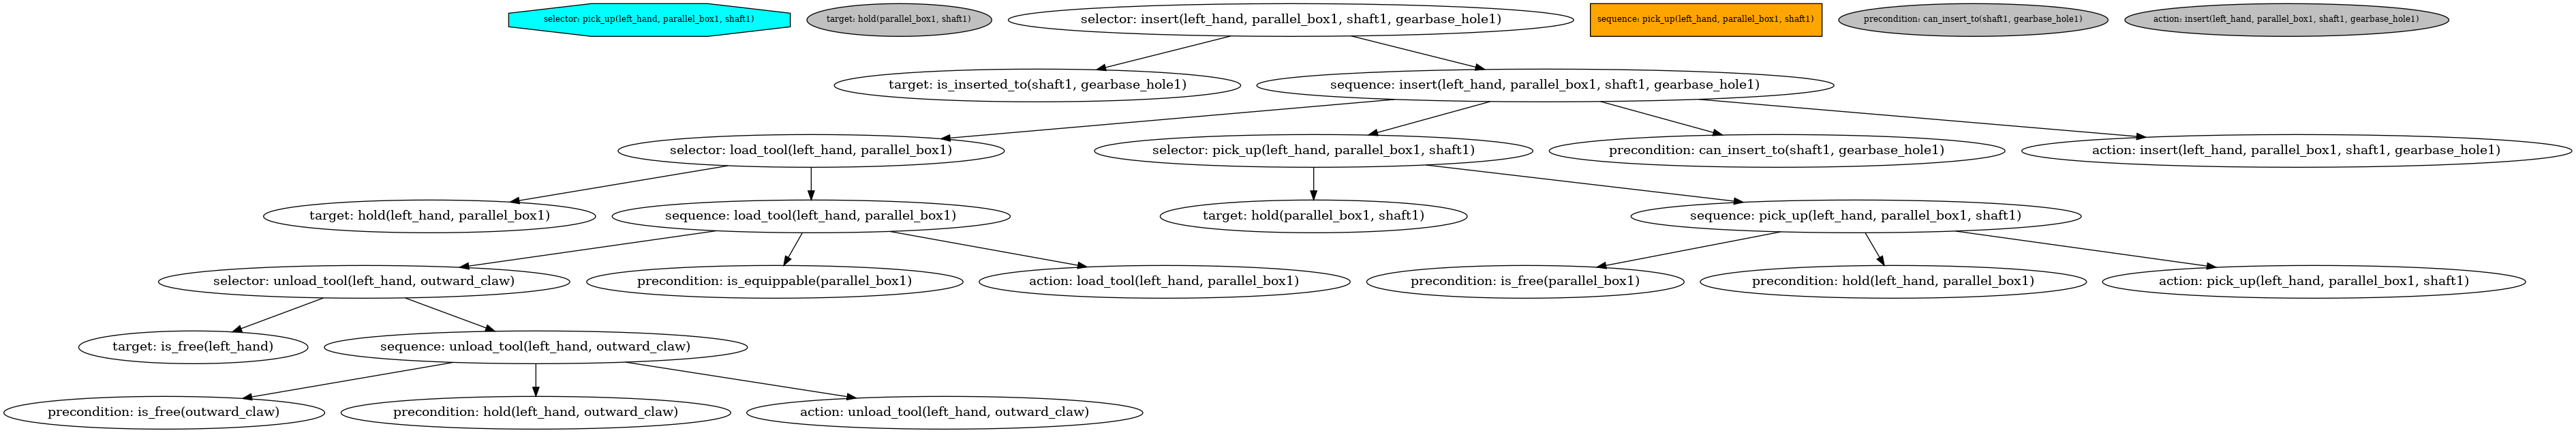 selector: pick_up(left_hand, parallel_box1, shaft1)
target: hold(parallel_box1, shaft1)
selector: insert(left_hand, parallel_box1, shaft1, gearbase_hole1)
sequence: pick_up(left_hand, parallel_box1, shaft1)
precondition: can_insert_to(shaft1, gearbase_hole1)
action: insert(left_hand, parallel_box1, shaft1, gearbase_hole1)
target: is_inserted_to(shaft1, gearbase_hole1)
sequence: insert(left_hand, parallel_box1, shaft1, gearbase_hole1)
selector: load_tool(left_hand, parallel_box1)
selector: pick_up(left_hand, parallel_box1, shaft1)
precondition: can_insert_to(shaft1, gearbase_hole1)
action: insert(left_hand, parallel_box1, shaft1, gearbase_hole1)
target: hold(left_hand, parallel_box1)
sequence: load_tool(left_hand, parallel_box1)
target: hold(parallel_box1, shaft1)
sequence: pick_up(left_hand, parallel_box1, shaft1)
selector: unload_tool(left_hand, outward_claw)
precondition: is_equippable(parallel_box1)
action: load_tool(left_hand, parallel_box1)
precondition: is_free(parallel_box1)
precondition: hold(left_hand, parallel_box1)
action: pick_up(left_hand, parallel_box1, shaft1)
target: is_free(left_hand)
sequence: unload_tool(left_hand, outward_claw)
precondition: is_free(outward_claw)
precondition: hold(left_hand, outward_claw)
action: unload_tool(left_hand, outward_claw)